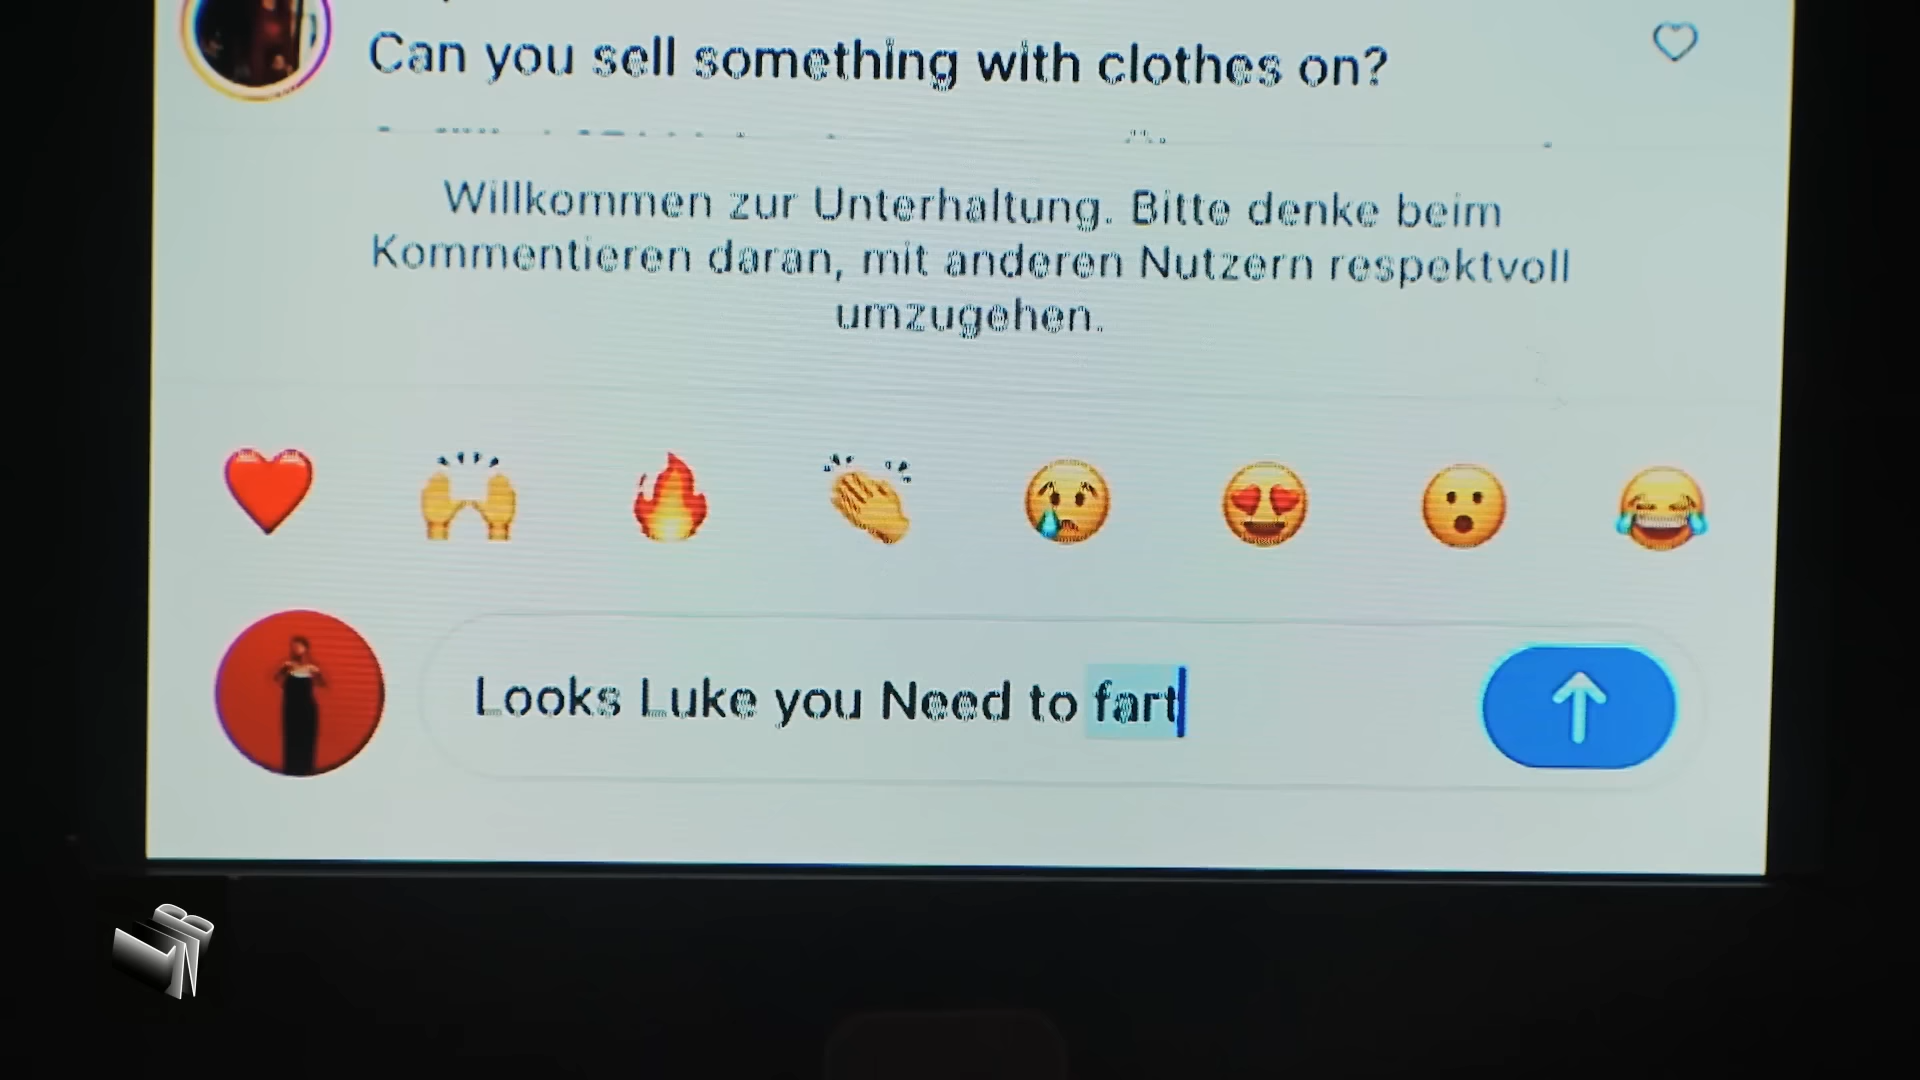 Can you sell something with clothes on?
Willkommen zur Unterhaltung. Bitte denke beim
Kommentieren daran, mit anderen Nutzern respektvoll
umzugehen.
Looks Luke you Need to fart